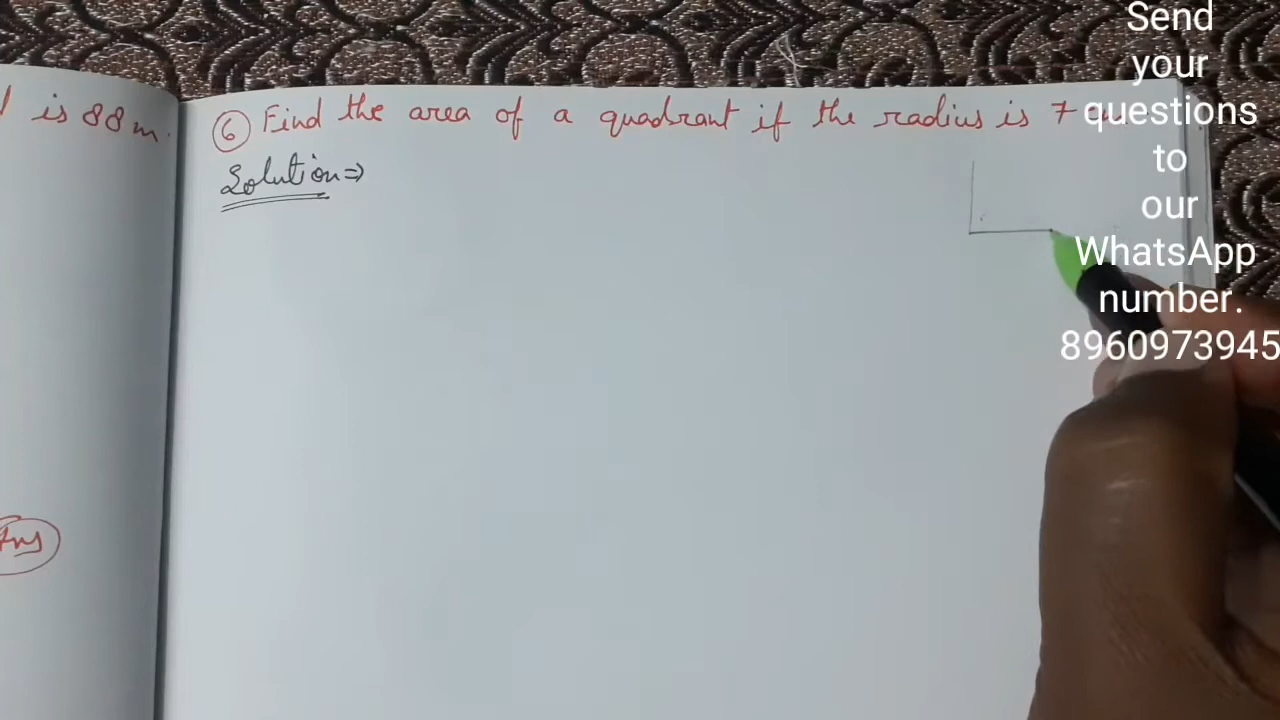 is 88 m.
⑥ Find the area of a quadrant if the radius is 7
Solution ⇒
Ans
Send
your
questions
to
our
WhatsApp
number.
8960973945